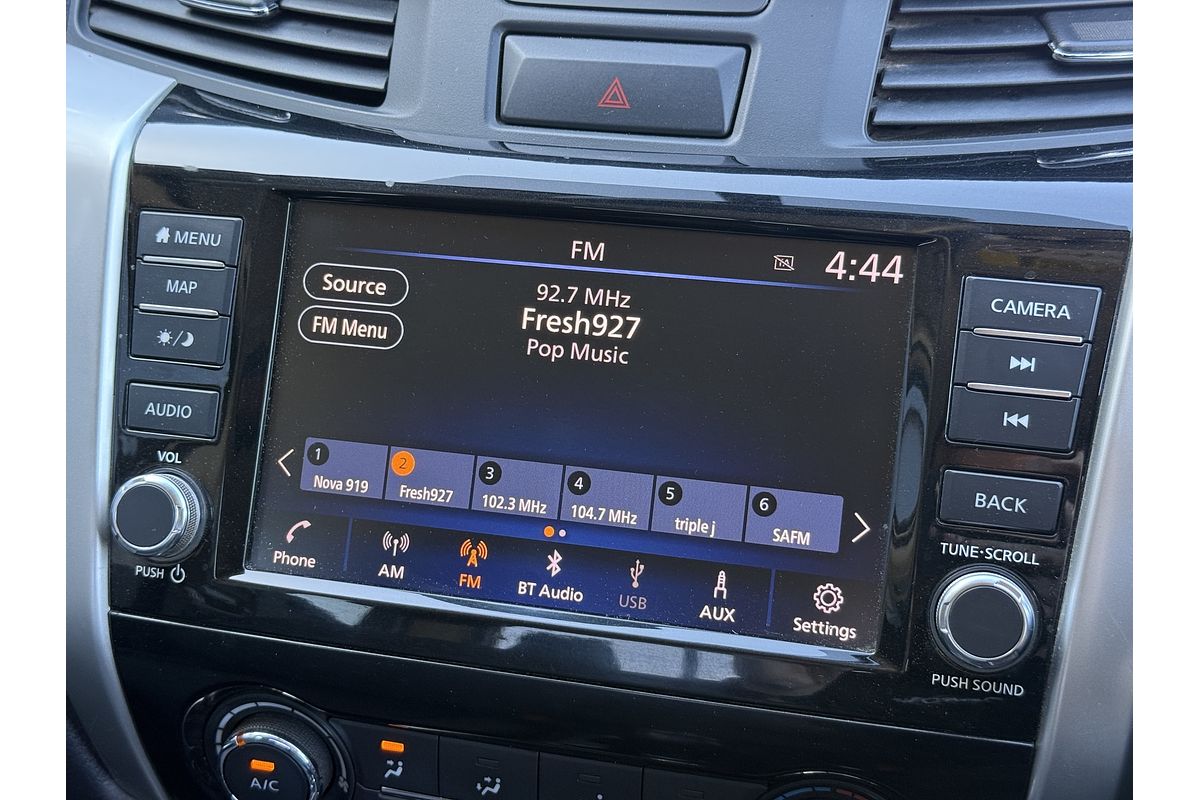 MENU
MAP
AUDIO
VOL
PUSH
FM
TA
4:44
Source
FM Menu
92.7 MHz
Fresh927
Pop Music
1 Nova 919
2 Fresh927
3 102.3 MHz
4 104.7 MHz
5 triple j
6 SAFM
Phone
AM
FM
BT Audio
USB
AUX
Settings
CAMERA
BACK
TUNE·SCROLL
PUSH SOUND
A/C